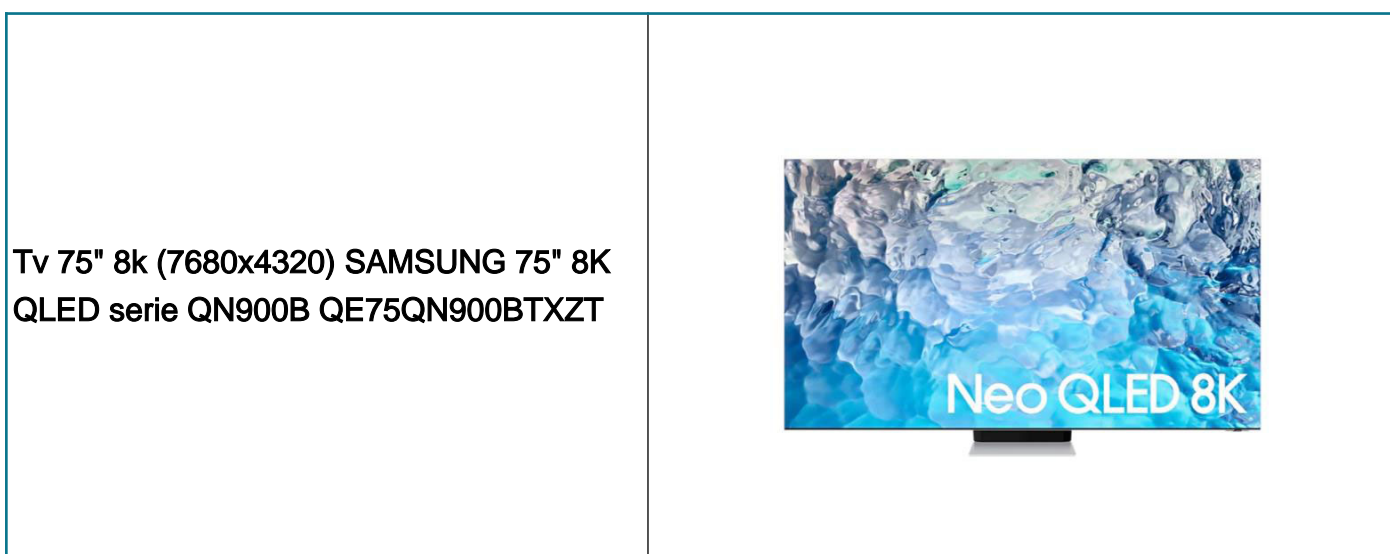 Tv 75" 8k (7680x4320) SAMSUNG 75" 8K
QLED serie QN900B QE75QN900BTXZT
Neo QLED 8K